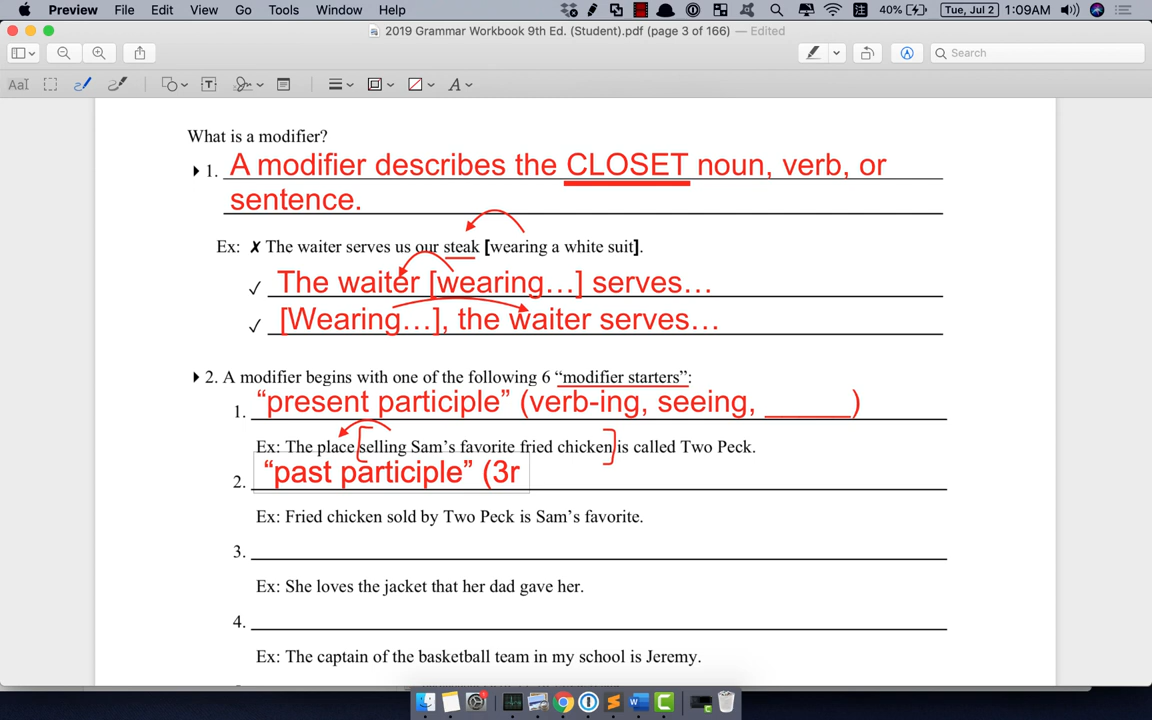 Preview File Edit View Go Tools Window Help 40% Tue, Jul 2 1:09AM
2019 Grammar Workbook 9th Ed. (Student).pdf (page 3 of 166) — Edited
Search
AaI A
What is a modifier?
1. A modifier describes the CLOSET noun, verb, or
sentence.
Ex: ✗ The waiter serves us our steak [wearing a white suit].
✓ The waiter [wearing…] serves…
✓ [Wearing…], the waiter serves…
2. A modifier begins with one of the following 6 “modifier starters”:
1. “present participle” (verb-ing, seeing, ______)
Ex: The place [selling Sam’s favorite fried chicken] is called Two Peck.
2. “past participle” (3r
Ex: Fried chicken sold by Two Peck is Sam’s favorite.
3.
Ex: She loves the jacket that her dad gave her.
4.
Ex: The captain of the basketball team in my school is Jeremy.